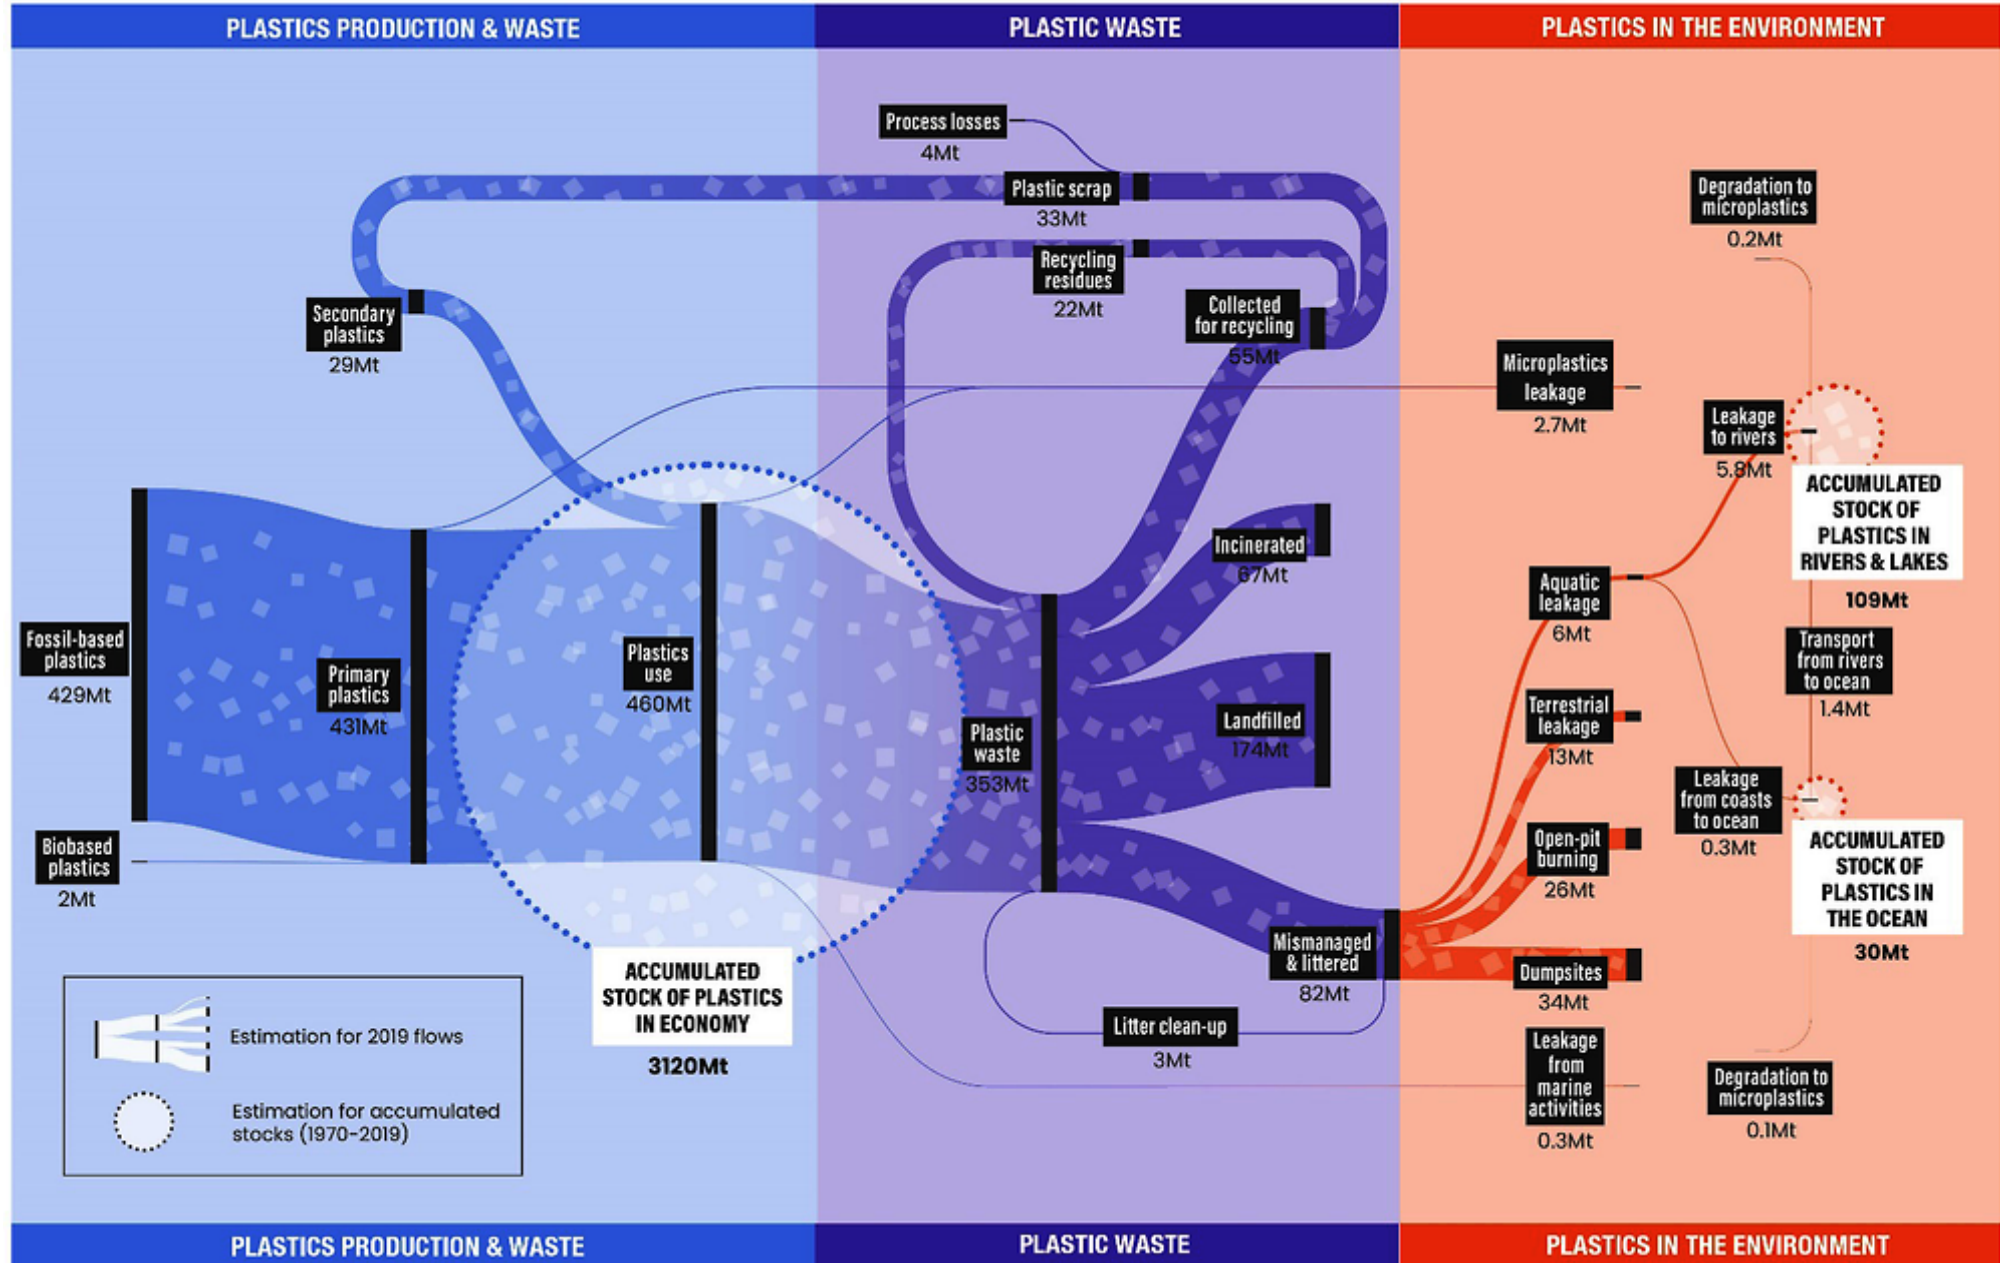 PLASTICS PRODUCTION & WASTE
PLASTIC WASTE
PLASTICS IN THE ENVIRONMENT
Process losses
4Mt
Plastic scrap
33Mt
Recycling
residues
22Mt
Collected
for recycling
55Mt
Secondary
plastics
29Mt
Degradation to
microplastics
0.2Mt
Microplastics
leakage
2.7Mt
Leakage
to rivers
5.8Mt
ACCUMULATED
STOCK OF
PLASTICS IN
RIVERS & LAKES
109Mt
Fossil-based
plastics
429Mt
Primary
plastics
431Mt
Plastics
use
460Mt
Plastic
waste
353Mt
Incinerated
67Mt
Landfilled
174Mt
Aquatic
leakage
6Mt
Terrestrial
leakage
13Mt
Transport
from rivers
to ocean
1.4Mt
Leakage
from coasts
to ocean
0.3Mt
Open-pit
burning
26Mt
ACCUMULATED
STOCK OF
PLASTICS IN
THE OCEAN
30Mt
Biobased
plastics
2Mt
Mismanaged
& littered
82Mt
Dumpsites
34Mt
Litter clean-up
3Mt
Leakage
from
marine
activities
0.3Mt
Degradation to
microplastics
0.1Mt
ACCUMULATED
STOCK OF PLASTICS
IN ECONOMY
3120Mt
Estimation for 2019 flows
Estimation for accumulated
stocks (1970-2019)
PLASTICS PRODUCTION & WASTE
PLASTIC WASTE
PLASTICS IN THE ENVIRONMENT